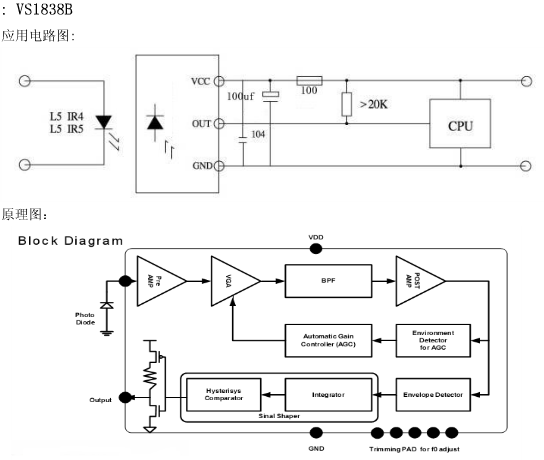 : VS1838B
应用电路图:
VCC
100uf
100
L5 IR4
L5 IR5
OUT
>20K
104
CPU
GND
原理图:
Block Diagram
VDD
Pre
AMP
VGA
BPF
POST
AMP
Photo
Diode
Automatic Gain
Controller (AGC)
Environment
Detector
for AGC
Output
Hysterisys
Comparator
Integrator
Envelope Detector
Sinal Shaper
GND
Trimming PAD for f0 adjust